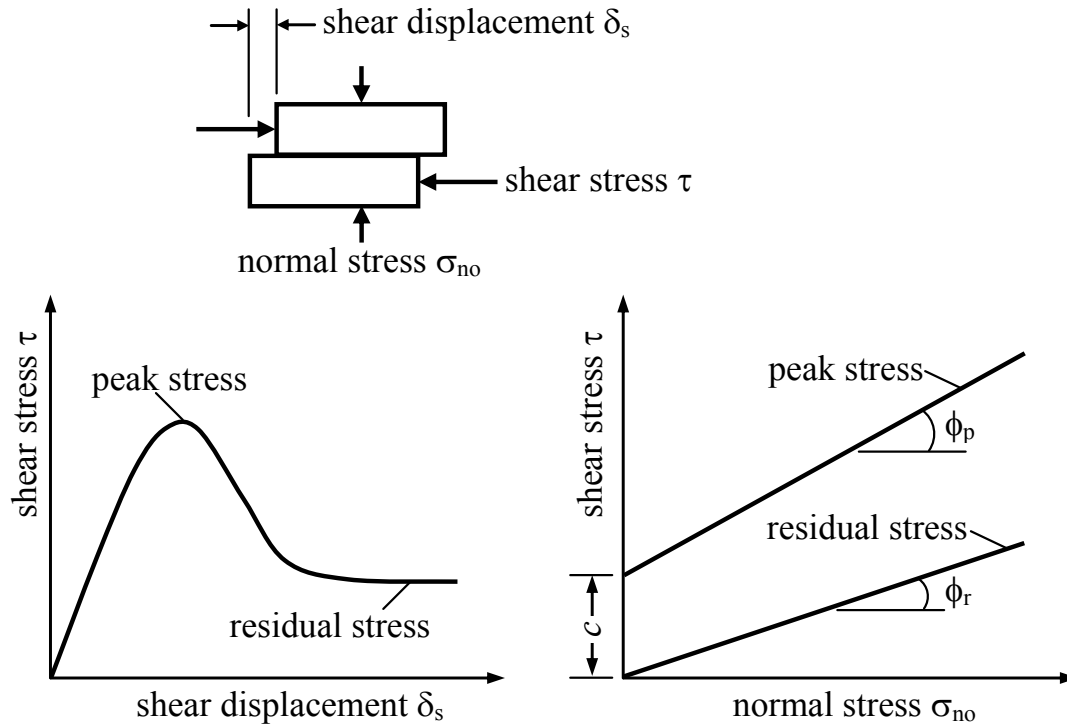 shear displacement δs
shear stress τ
normal stress σno
shear stress τ
peak stress
residual stress
shear displacement δs
shear stress τ
peak stress
ϕp
residual stress
ϕr
c
normal stress σno